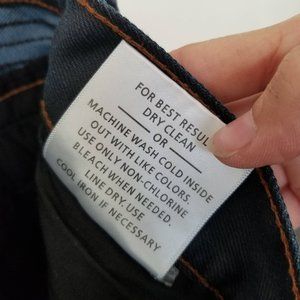 FOR BEST RESUL
DRY CLEAN
OR
MACHINE WASH COLD INSIDE
OUT WITH LIKE COLORS.
USE ONLY NON-CHLORINE
BLEACH WHEN NEEDED.
LINE DRY. USE
COOL IRON IF NECESSARY